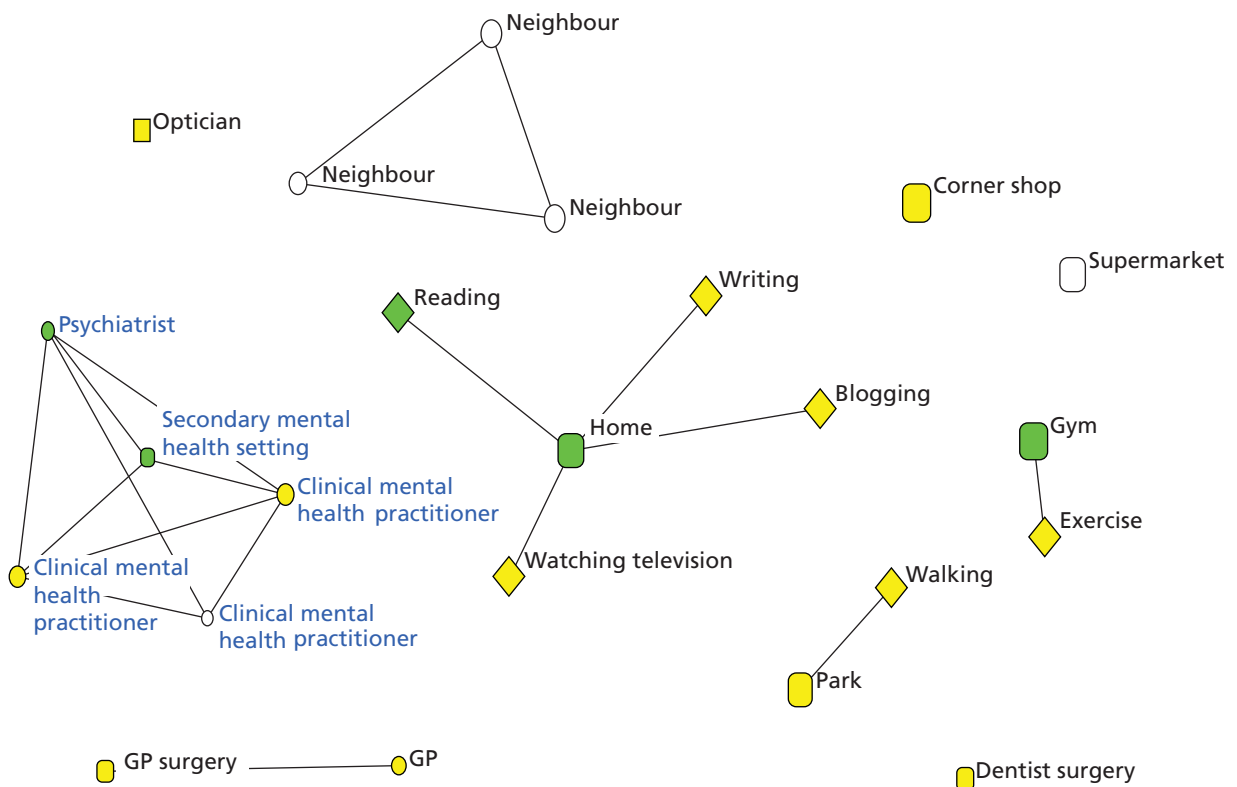 Neighbour
Optician
Neighbour
Neighbour
Corner shop
Supermarket
Writing
Reading
Psychiatrist
Blogging
Secondary mental
health setting
Home
Gym
Clinical mental
health practitioner
Exercise
Watching television
Clinical mental
health
practitioner
Walking
Clinical mental
health practitioner
Park
GP surgery
GP
Dentist surgery